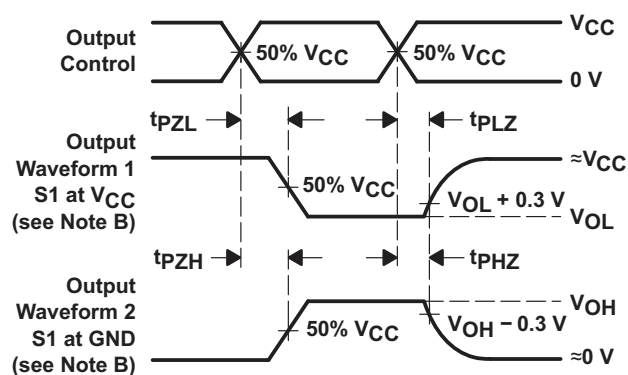 Output
Control
50% VCC
50% VCC
VCC
0 V
tPZL
tPLZ
Output
Waveform 1
S1 at VCC
(see Note B)
50% VCC
≈VCC
VOL + 0.3 V
VOL
tPZH
tPHZ
Output
Waveform 2
S1 at GND
(see Note B)
50% VCC
VOH
VOH − 0.3 V
≈0 V